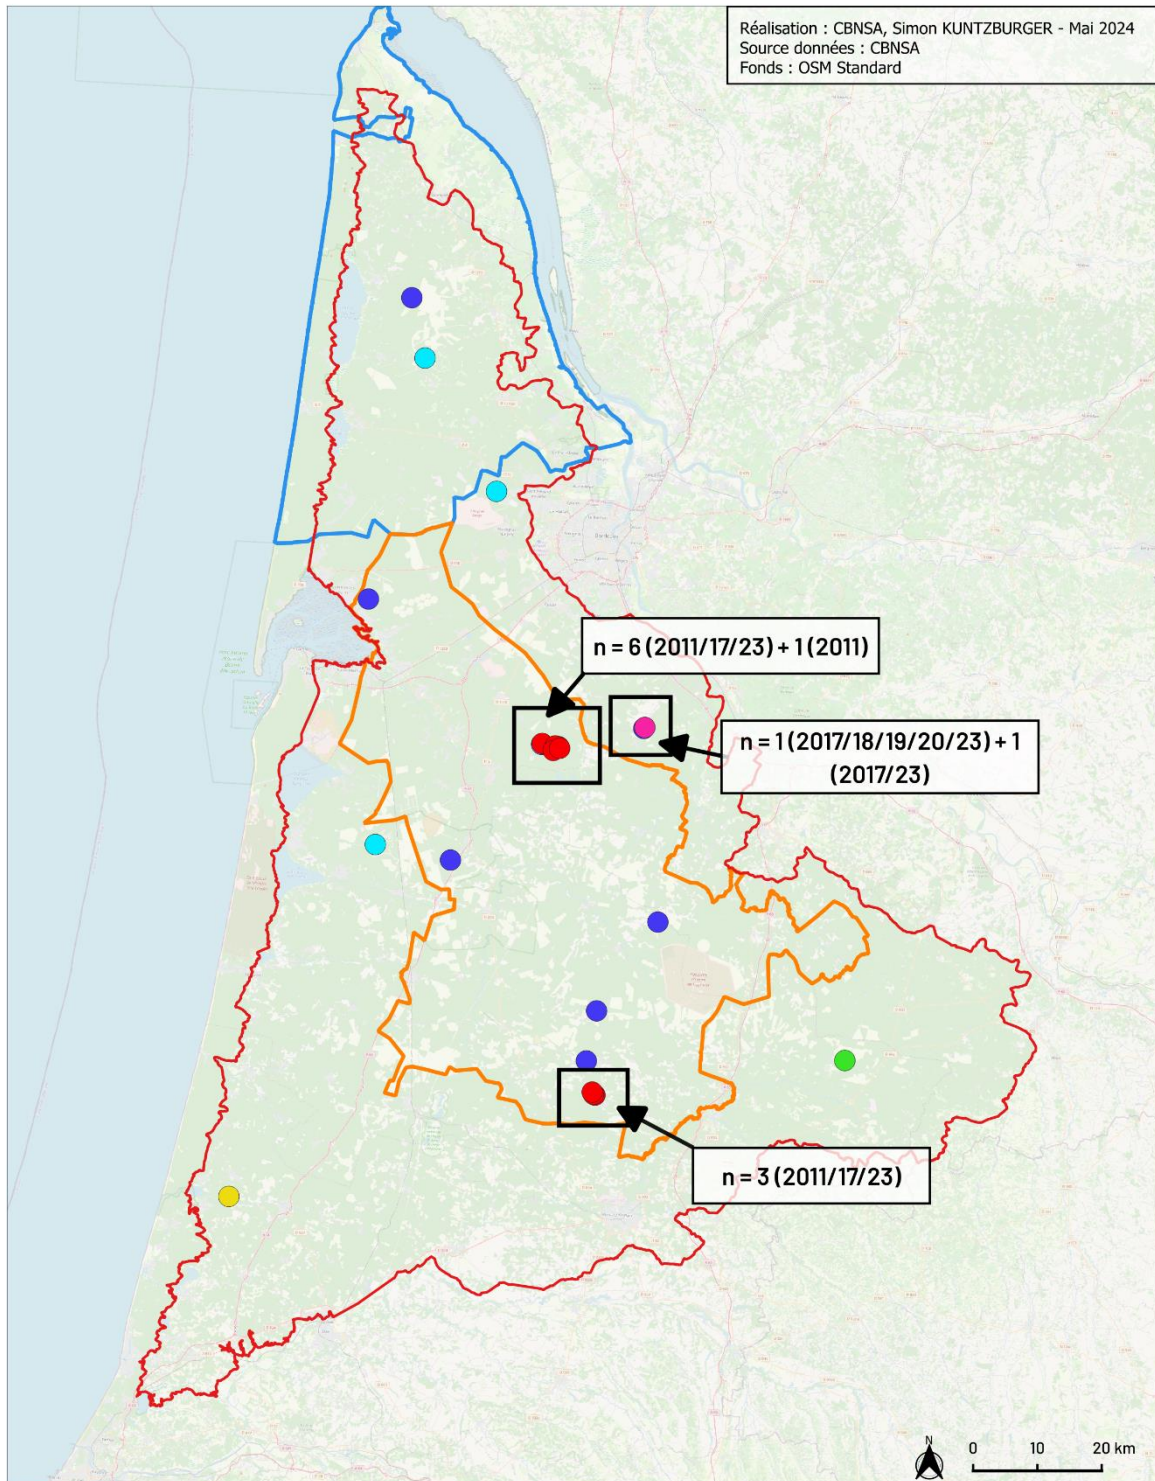 Réalisation : CBNSA, Simon KUNTZBURGER - Mai 2024
Source données : CBNSA
Fonds : OSM Standard
n = 6 (2011/17/23) + 1 (2011)
n = 1 (2017/18/19/20/23) + 1
(2017/23)
n = 3 (2011/17/23)
N
0 10 20 km